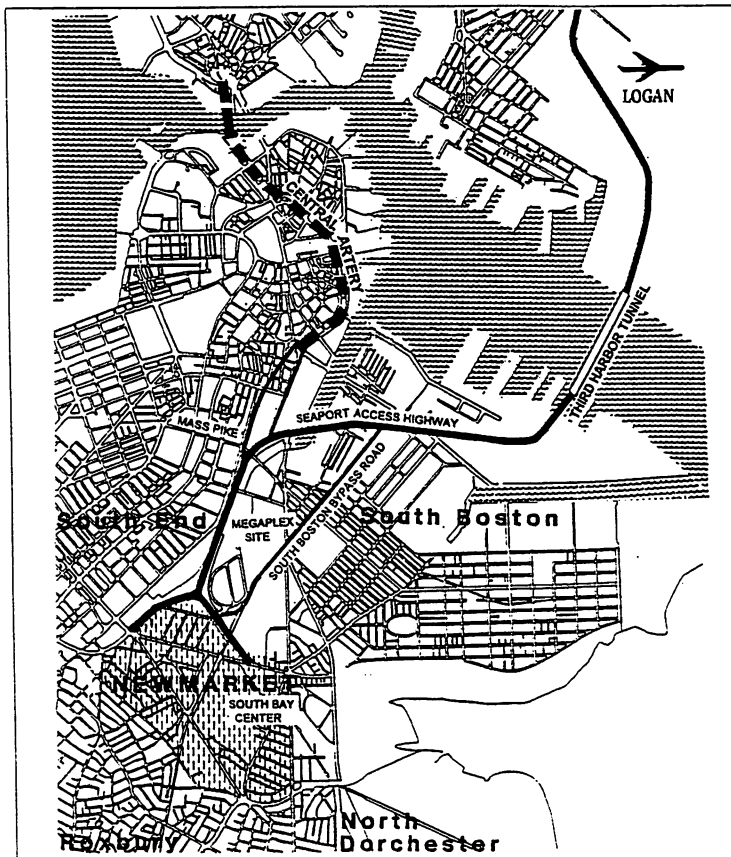 LOGAN
CENTRAL ARTERY
THIRD HARBOR TUNNEL
MASS PIKE
SEAPORT ACCESS HIGHWAY
SOUTH BOSTON BYPASS ROAD
South End
MEGAPLEX
SITE
South Boston
NEWMARKET
SOUTH BAY
CENTER
Roxbury
North
Dorchester